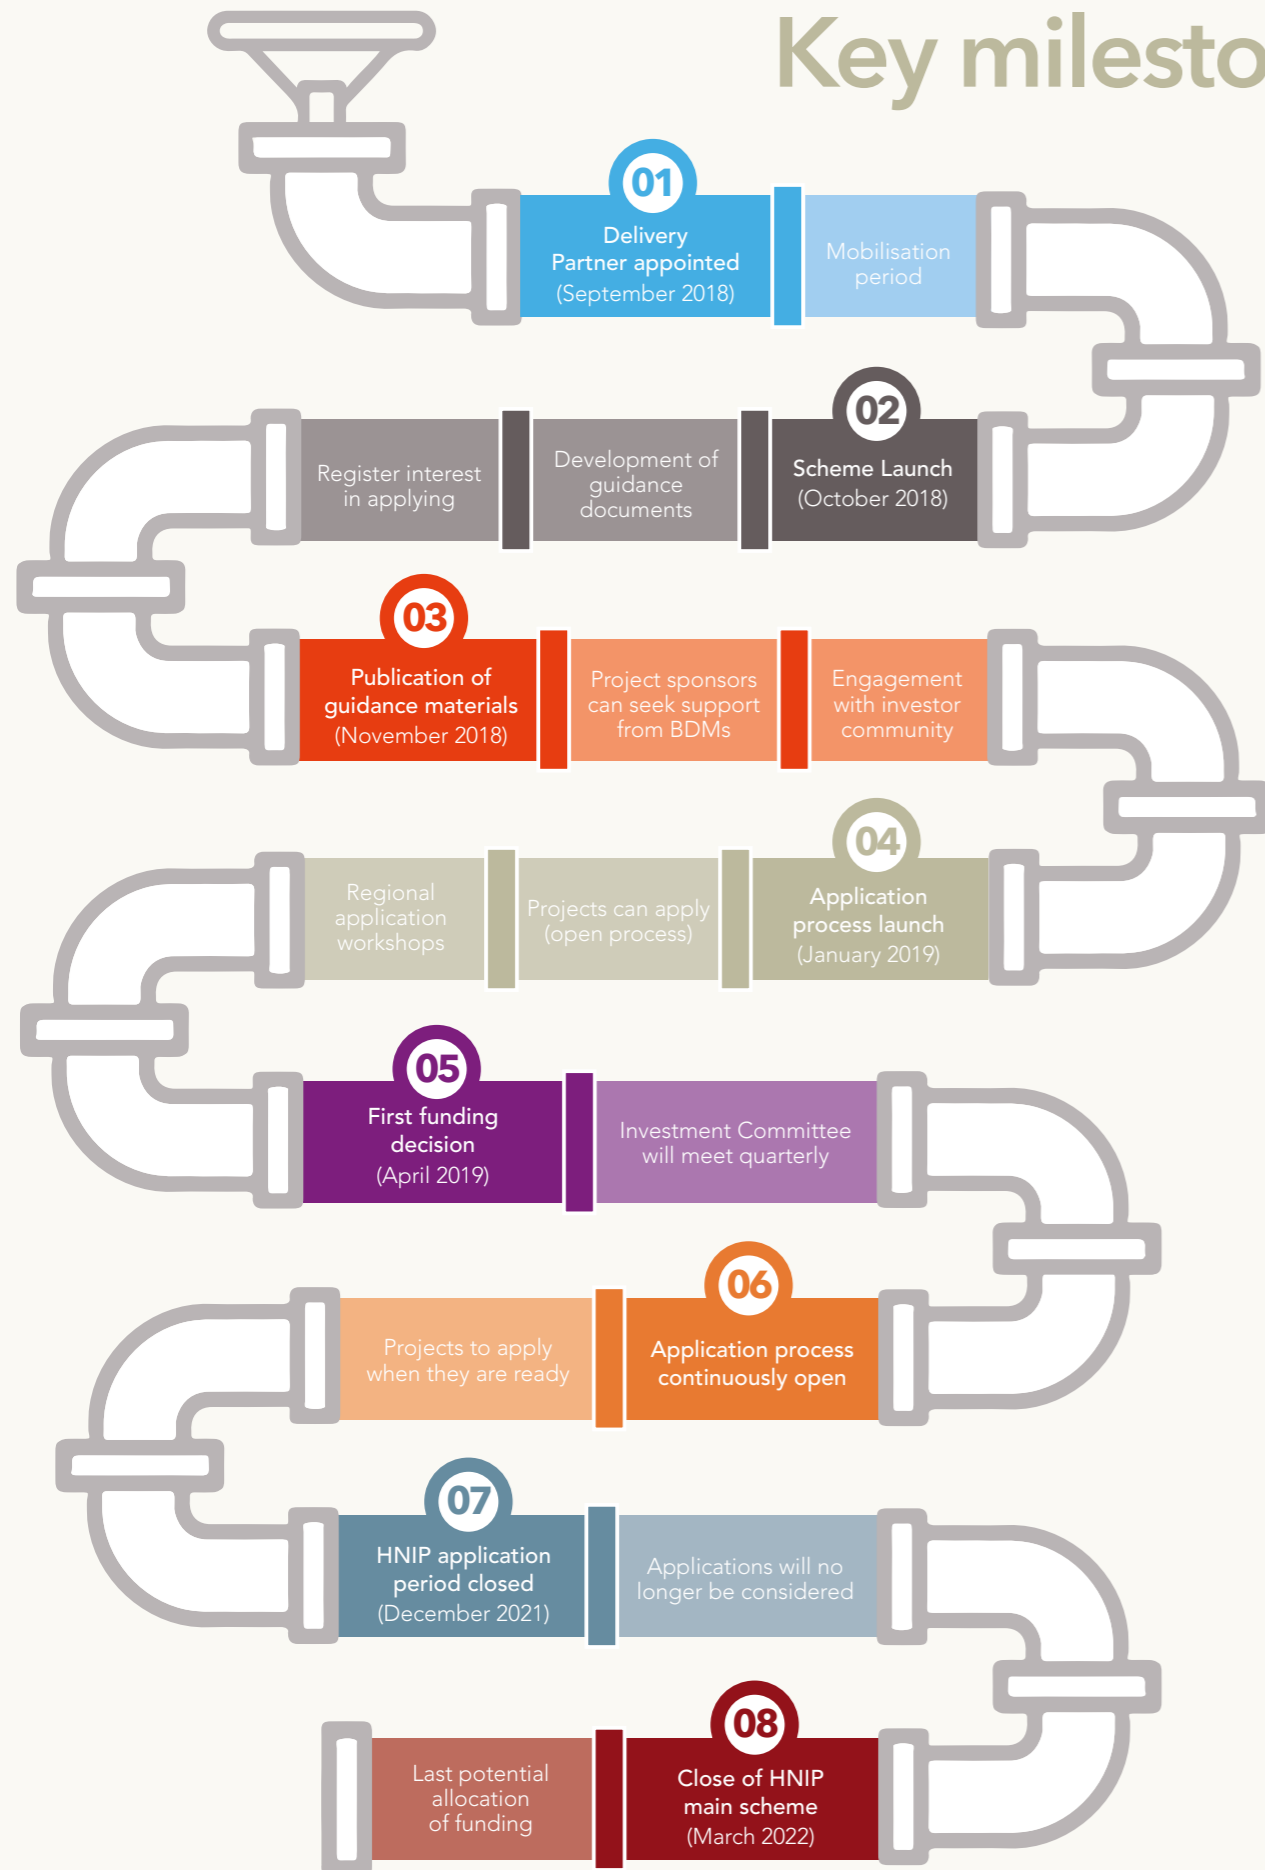 Key milesto
01
Delivery
Partner appointed
(September 2018)
Mobilisation
period
02
Scheme Launch
(October 2018)
Development of
guidance
documents
Register interest
in applying
03
Publication of
guidance materials
(November 2018)
Project sponsors
can seek support
from BDMs
Engagement
with investor
community
04
Application
process launch
(January 2019)
Projects can apply
(open process)
Regional
application
workshops
05
First funding
decision
(April 2019)
Investment Committee
will meet quarterly
06
Application process
continuously open
Projects to apply
when they are ready
07
HNIP application
period closed
(December 2021)
Applications will no
longer be considered
08
Close of HNIP
main scheme
(March 2022)
Last potential
allocation
of funding